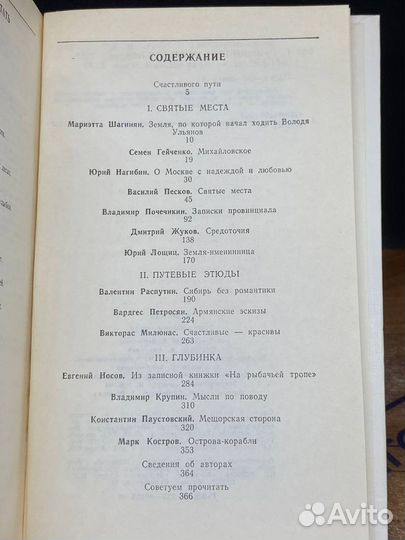 СОДЕРЖАНИЕ
Счастливого пути
5
I. СВЯТЫЕ МЕСТА
Мариэтта Шагинян. Земля, по которой начал ходить Володя
Ульянов
10
Семен Гейченко. Михайловское
19
Юрий Нагибин. О Москве с надеждой и любовью
30
Василий Песков. Святые места
45
Владимир Почечикин. Записки провинциала
92
Дмитрий Жуков. Средоточия
138
Юрий Лощиц. Земля-именинница
170
II. ПУТЕВЫЕ ЭТЮДЫ
Валентин Распутин. Сибирь без романтики
190
Вардгес Петросян. Армянские эскизы
224
Викторас Милюнас. Счастливые — красивы
263
III. ГЛУБИНКА
Евгений Носов. Из записной книжки «На рыбачьей тропе»
284
Владимир Крупин. Мысли по поводу
310
Константин Паустовский. Мещорская сторона
320
Марк Костров. Острова-корабли
353
Сведения об авторах
364
Советуем прочитать
366
Avito